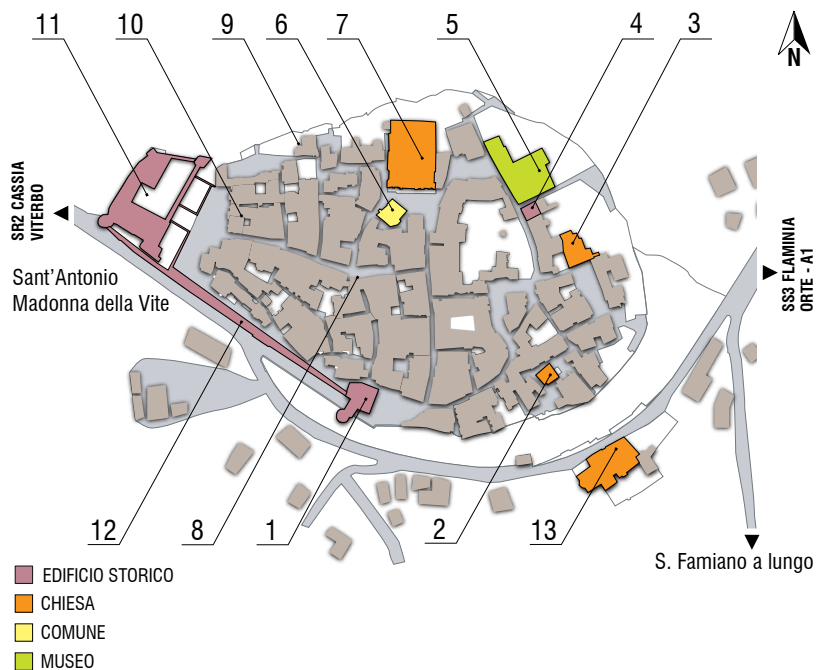 11 10 9 6 7 5 4 3
N
SR2 CASSIA
VITERBO
Sant'Antonio
Madonna della Vite
SS3 FLAMINIA
ORTE - A1
12 8 1 2 13
S. Famiano a lungo
EDIFICIO STORICO
CHIESA
COMUNE
MUSEO